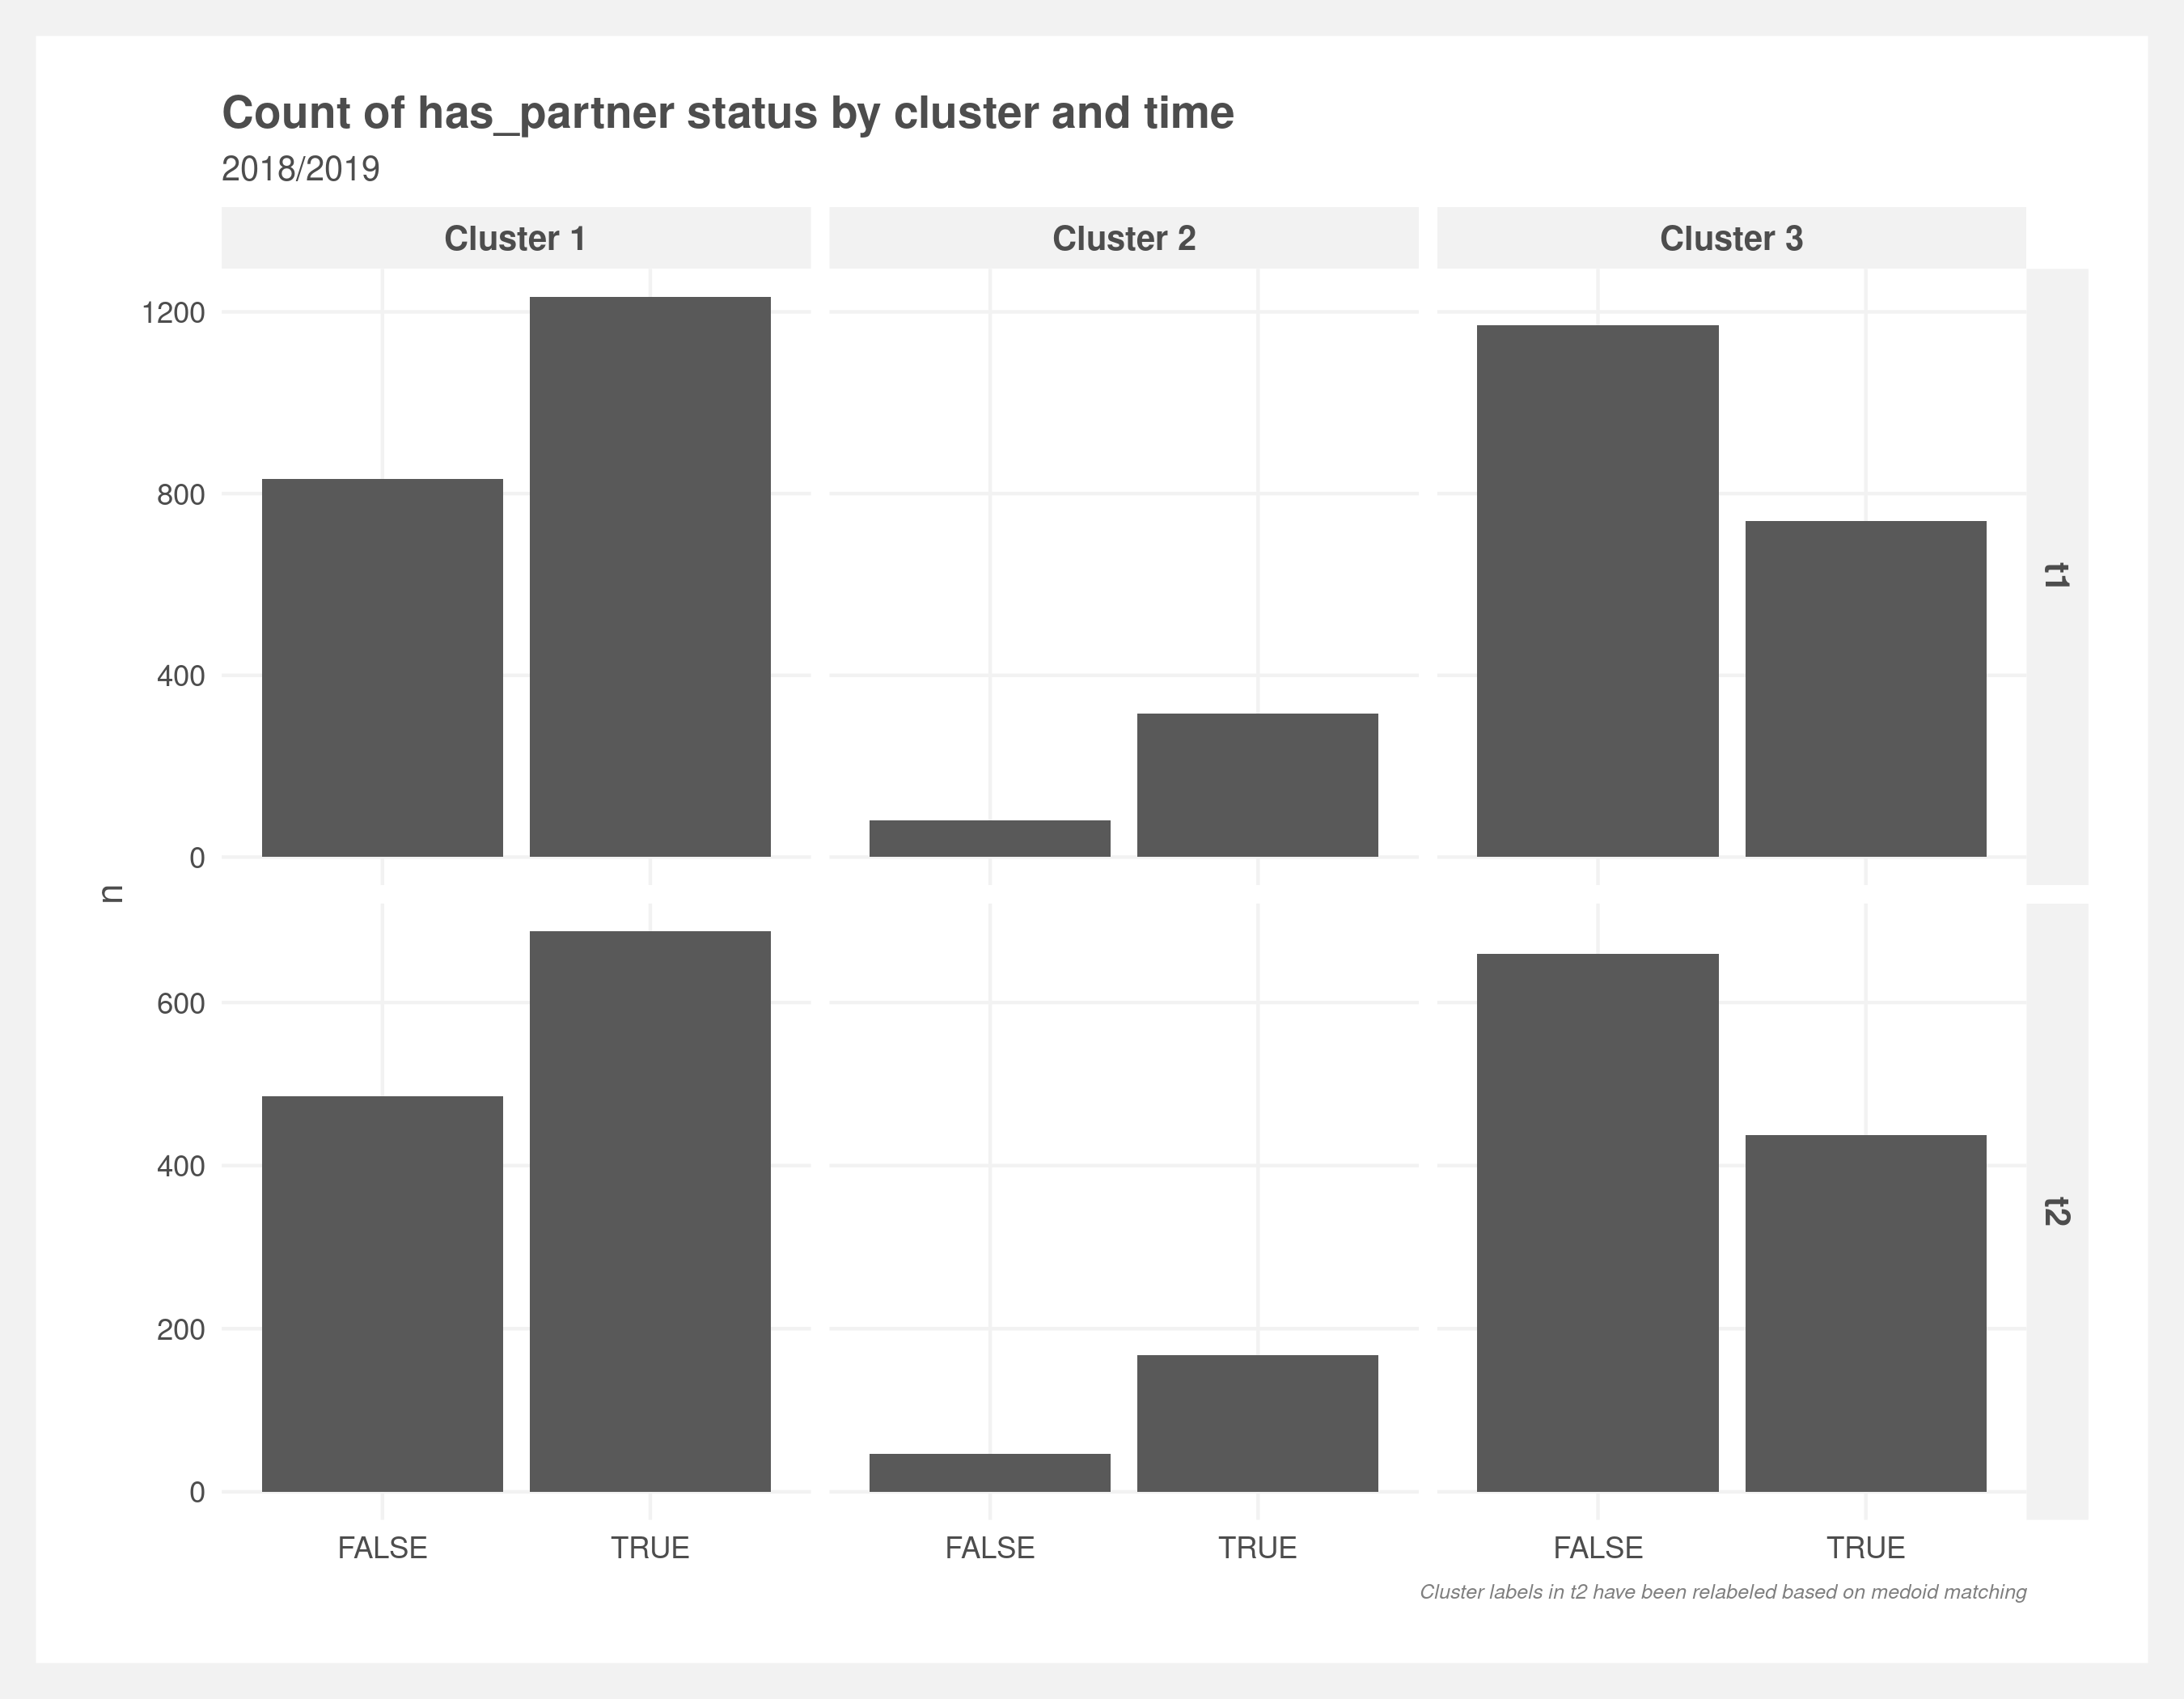 Count of has_partner status by cluster and time
2018/2019
Cluster 1
Cluster 2
Cluster 3
1200
800
400
0
t1
n
600
400
200
0
t2
FALSE
TRUE
FALSE
TRUE
FALSE
TRUE
Cluster labels in t2 have been relabeled based on medoid matching